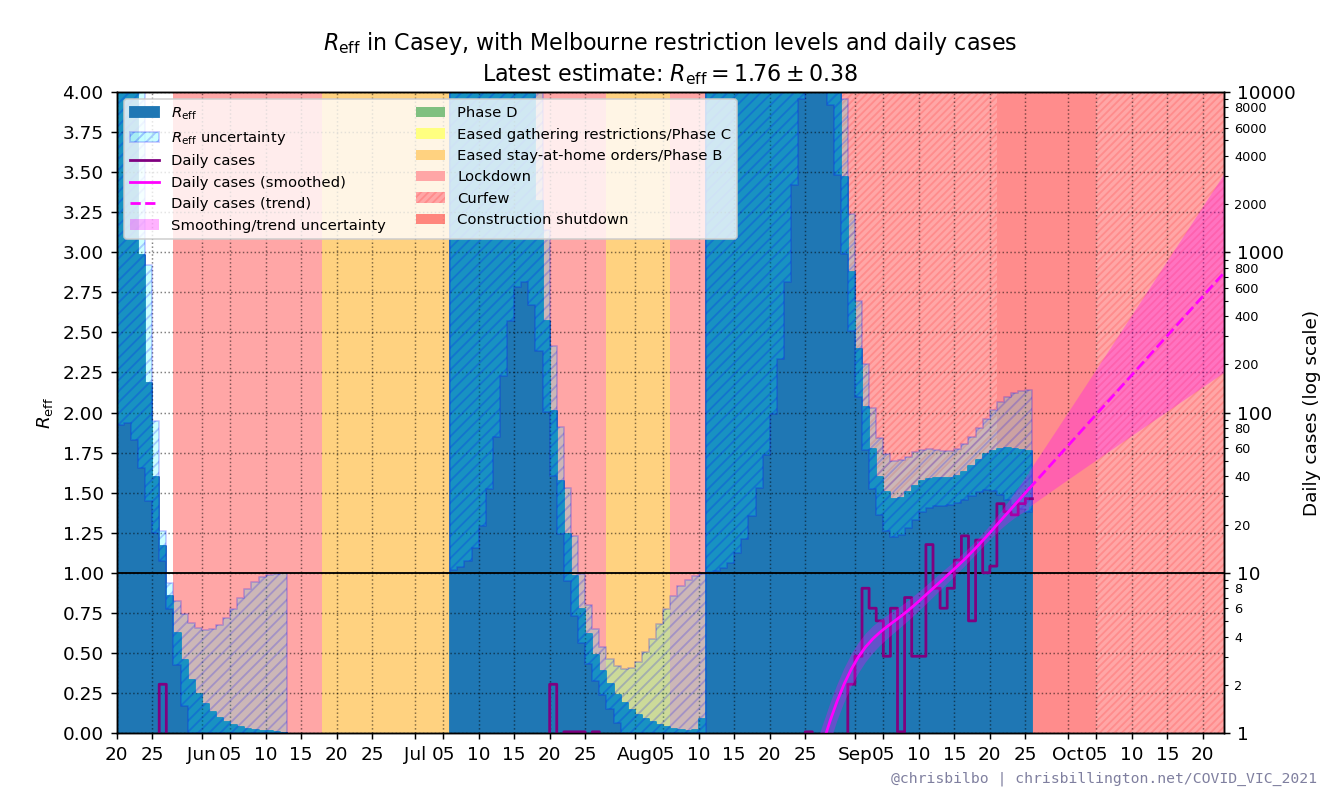 R_eff in Casey, with Melbourne restriction levels and daily cases
Latest estimate: R_eff = 1.76 ± 0.38
R_eff
R_eff uncertainty
Daily cases
Daily cases (smoothed)
Daily cases (trend)
Smoothing/trend uncertainty
Phase D
Eased gathering restrictions/Phase C
Eased stay-at-home orders/Phase B
Lockdown
Curfew
Construction shutdown
R_eff
4.00
3.75
3.50
3.25
3.00
2.75
2.50
2.25
2.00
1.75
1.50
1.25
1.00
0.75
0.50
0.25
0.00
10000
8000
6000
4000
2000
1000
800
600
400
200
100
80
60
40
20
10
8
6
4
2
1
Daily cases (log scale)
20 25 Jun 05 10 15 20 25 Jul 05 10 15 20 25 Aug 05 10 15 20 25 Sep 05 10 15 20 25 Oct 05 10 15 20
@chrisbilbo | chrisbillington.net/COVID_VIC_2021